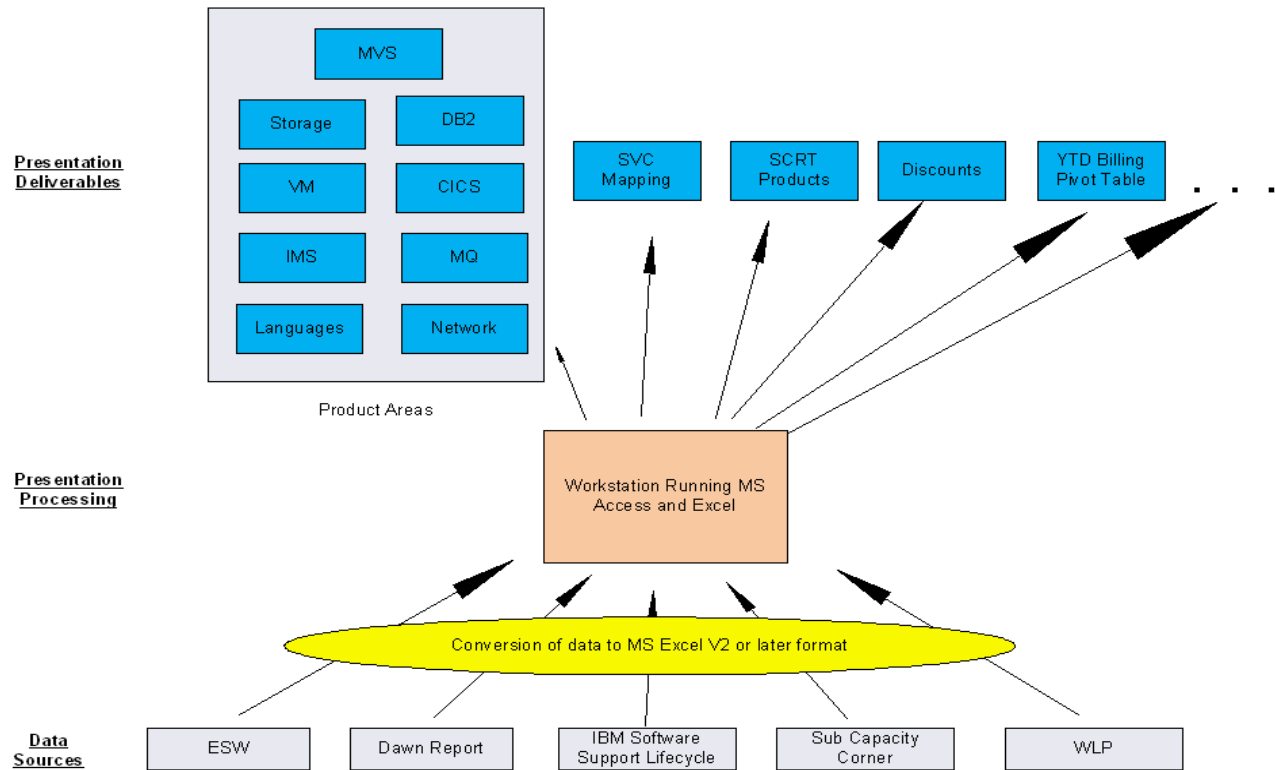 MVS
Storage
DB2
VM
CICS
IMS
MQ
Languages
Network
Product Areas
Presentation
Deliverables
SVC
Mapping
SCRT
Products
Discounts
YTD Billing
Pivot Table
. . .
Presentation
Processing
Workstation Running MS
Access and Excel
Conversion of data to MS Excel V2 or later format
Data
Sources
ESW
Dawn Report
IBM Software
Support Lifecycle
Sub Capacity
Corner
WLP